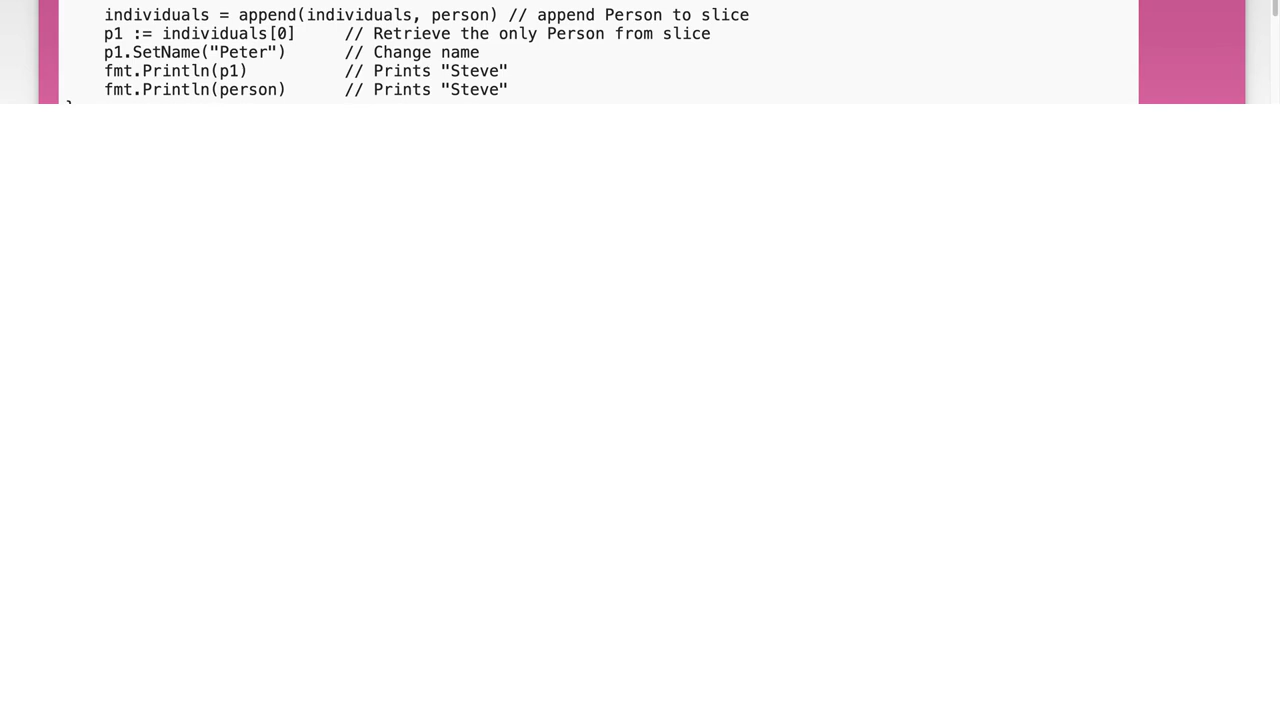 individuals = append(individuals, person) // append Person to slice
p1 := individuals[0]     // Retrieve the only Person from slice
p1.SetName("Peter")      // Change name
fmt.Println(p1)          // Prints "Steve"
fmt.Println(person)      // Prints "Steve"
}